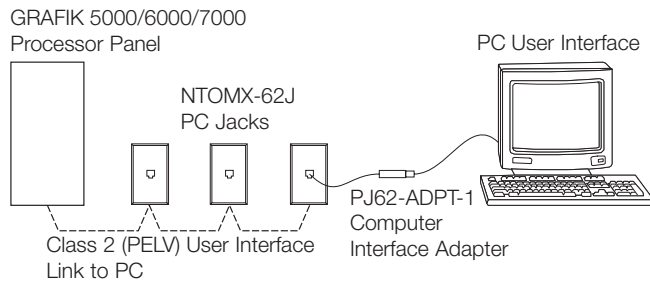 GRAFIK 5000/6000/7000
Processor Panel
PC User Interface
NTOMX-62J
PC Jacks
PJ62-ADPT-1
Computer
Interface Adapter
Class 2 (PELV) User Interface
Link to PC